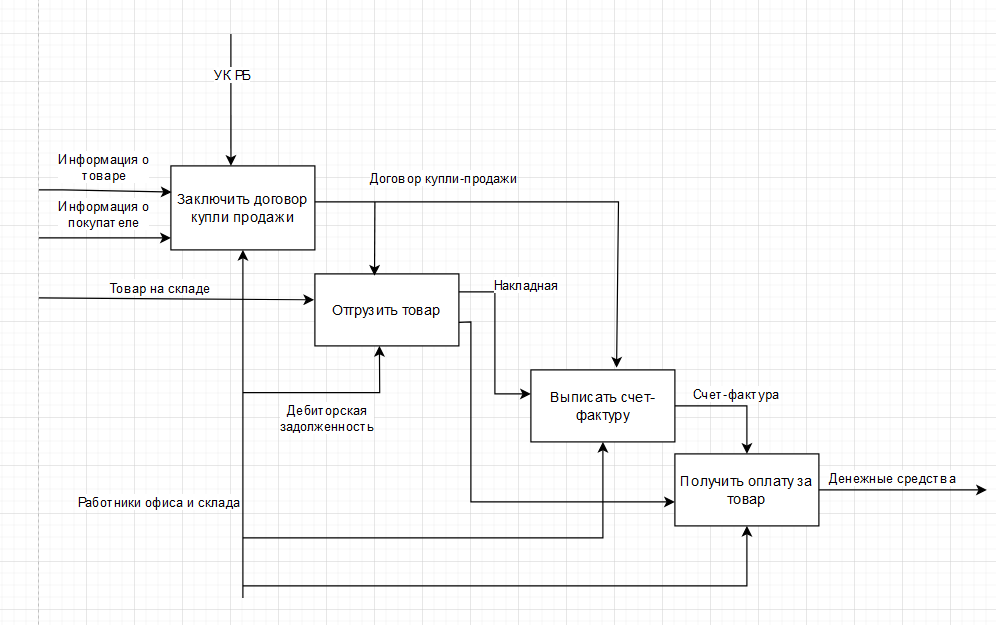 УК РБ
Информация о
товаре
Информация о
покупателе
Заключить договор
купли продажи
Договор купли-продажи
Товар на складе
Отгрузить товар
Накладная
Дебиторская
задолженность
Выписать счет-
фактуру
Счет-фактура
Работники офиса и склада
Получить оплату за
товар
Денежные средства